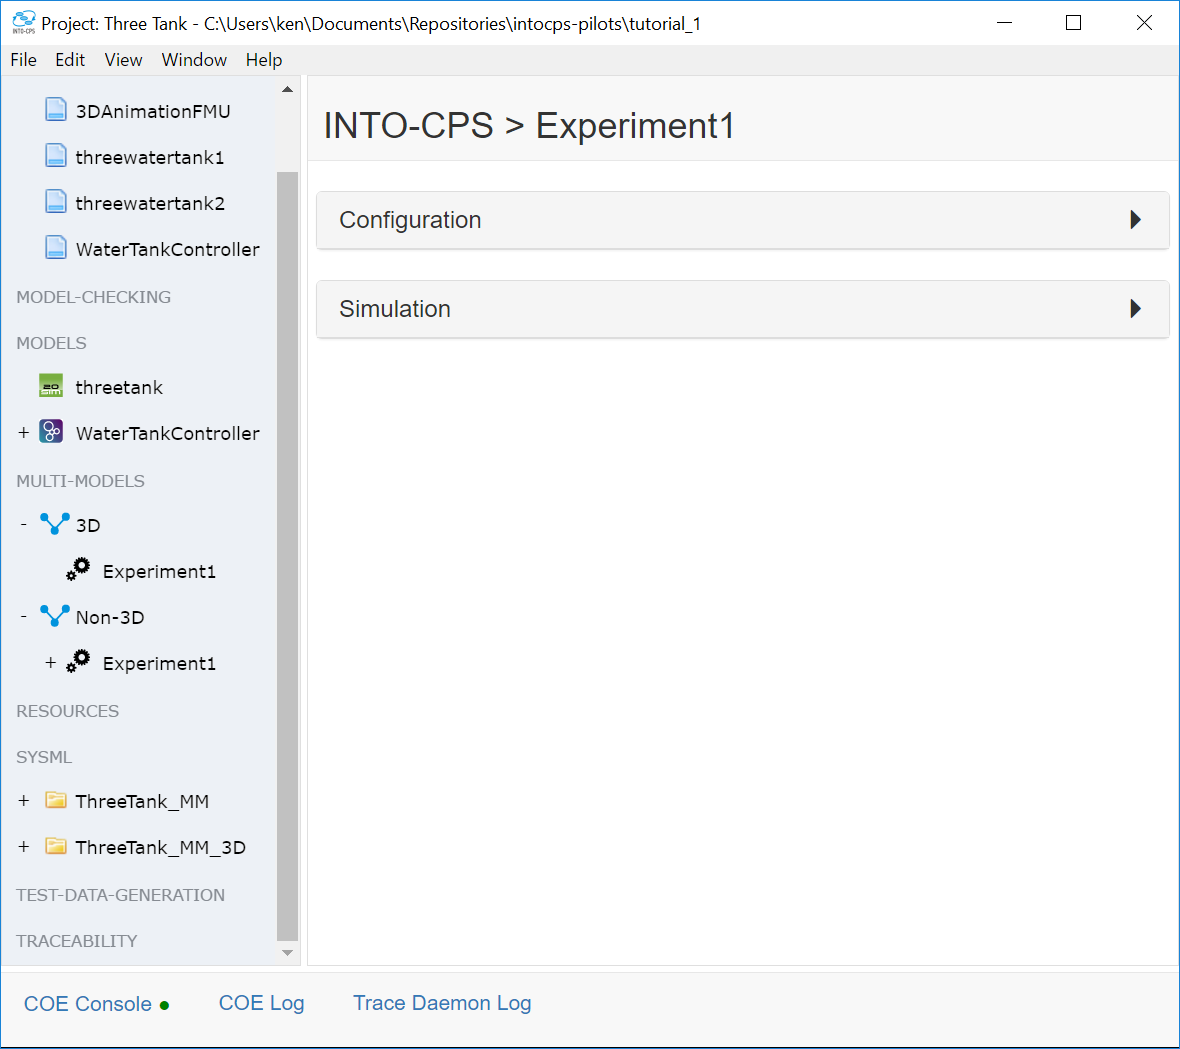 INTO-CPS
Project: Three Tank - C:\Users\ken\Documents\Repositories\intocps-pilots\tutorial_1
File Edit View Window Help
3DAnimationFMU
threewatertank1
threewatertank2
WaterTankController
MODEL-CHECKING
MODELS
20 SIM threetank
+ WaterTankController
MULTI-MODELS
- 3D
Experiment1
- Non-3D
+ Experiment1
RESOURCES
SYSML
+ ThreeTank_MM
+ ThreeTank_MM_3D
TEST-DATA-GENERATION
TRACEABILITY
INTO-CPS > Experiment1
Configuration
Simulation
COE Console COE Log Trace Daemon Log